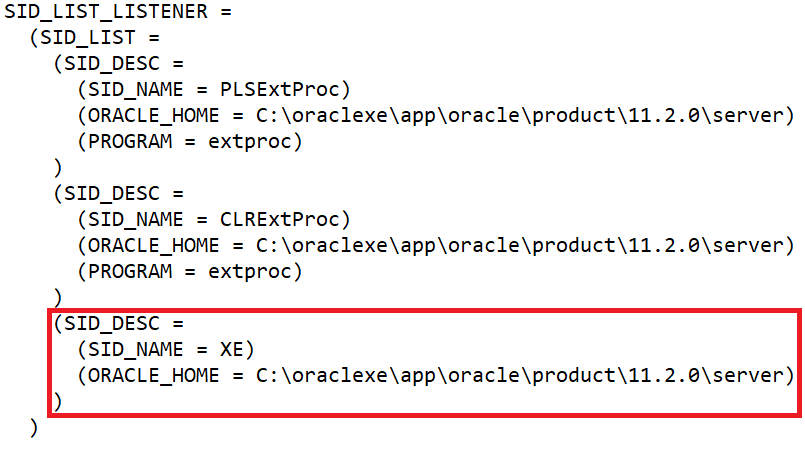 SID_LIST_LISTENER =
  (SID_LIST =
    (SID_DESC =
      (SID_NAME = PLSExtProc)
      (ORACLE_HOME = C:\oraclexe\app\oracle\product\11.2.0\server)
      (PROGRAM = extproc)
    )
    (SID_DESC =
      (SID_NAME = CLRExtProc)
      (ORACLE_HOME = C:\oraclexe\app\oracle\product\11.2.0\server)
      (PROGRAM = extproc)
    )
    (SID_DESC =
      (SID_NAME = XE)
      (ORACLE_HOME = C:\oraclexe\app\oracle\product\11.2.0\server)
    )
  )